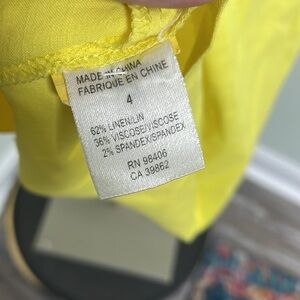 MADE IN CHINA
FABRIQUÉ EN CHINE
4
62% LINEN/LIN
36% VISCOSE/VISCOSE
2% SPANDEX/SPANDEX
RN 98406
CA 39862